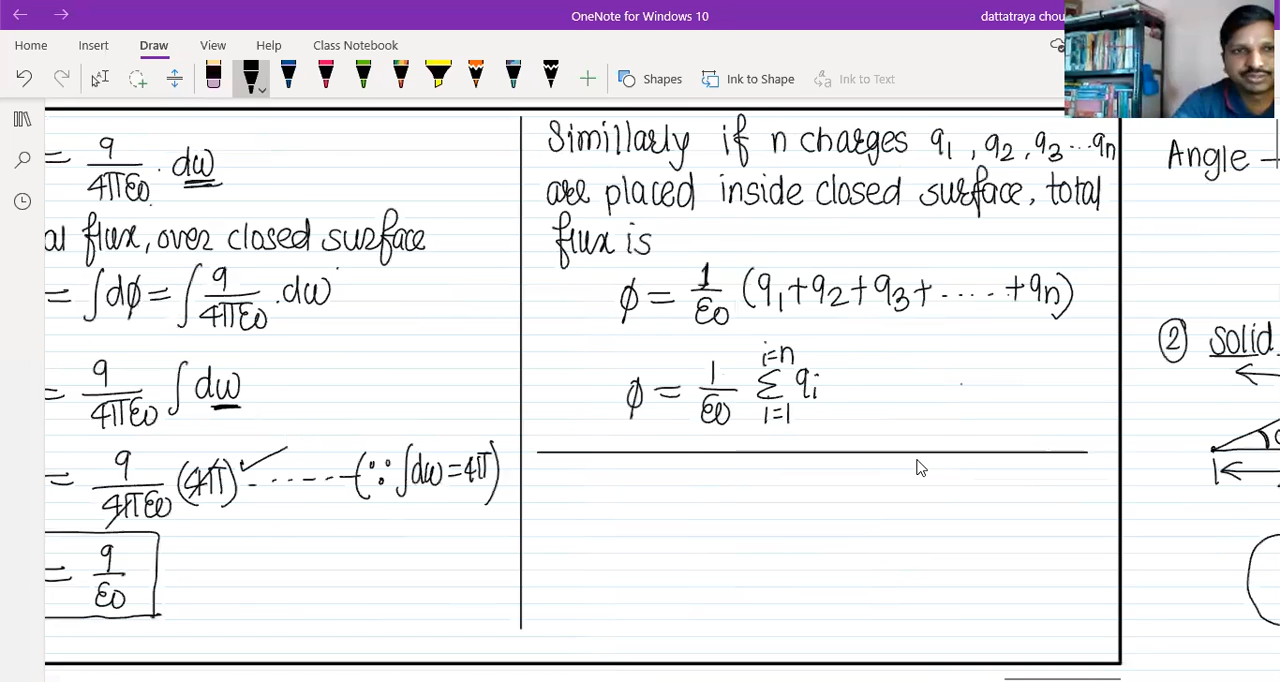 OneNote for Windows 10
dattatraya chou
Home Insert Draw View Help Class Notebook
Shapes Ink to Shape Ink to Text
= q/4πε0 . dω
al flux, over closed surface
= ∫dϕ = ∫ q/4πε0 . dω
= q/4πε0 ∫ dω
= q/4πε0 (4π) ------- (∵ ∫dω = 4π)
= q/ε0
Simillarly if n charges q1, q2, q3 ... qn
are placed inside closed surface, total
flux is
ϕ = 1/ε0 (q1 + q2 + q3 + ..... + qn)
ϕ = 1/ε0 Σ i=1 i=n qi
Angle
② solid